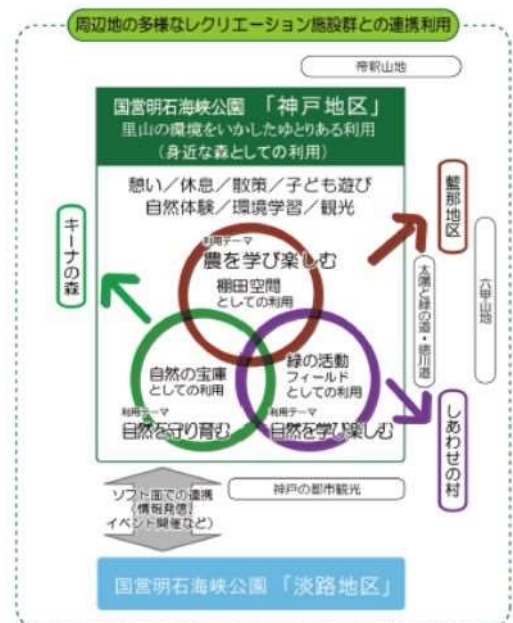 周辺地の多様なレクリエーション施設群との連携利用
帝釈山地
国営明石海峡公園 「神戸地区」
里山の環境をいかしたゆとりある利用
(身近な森としての利用)
憩い/休息/散策/子ども遊び
自然体験/環境学習/観光
利用テーマ
農を学び楽しむ
棚田空間
としての利用
自然の宝庫
としての利用
利用テーマ
自然を守り育む
緑の活動
フィールド
としての利用
利用テーマ
自然を学び楽しむ
キーナの森
藍那地区
太陽と緑の道・徳川道
六甲山地
しあわせの村
ソフト面での連携
(情報発信、
イベント開催など)
神戸の都市観光
国営明石海峡公園 「淡路地区」